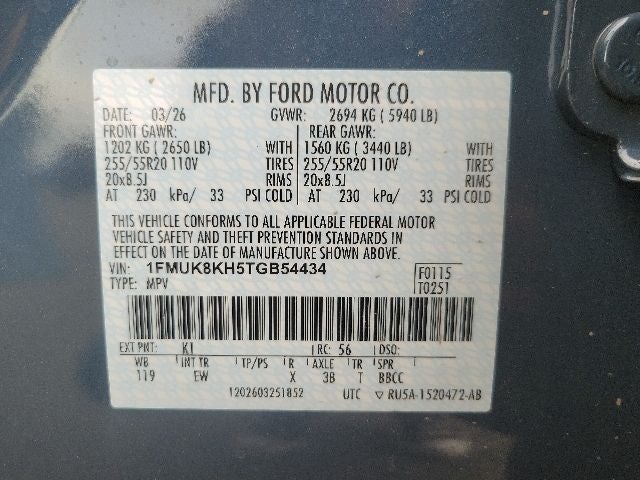 MFD. BY FORD MOTOR CO.
DATE: 03/26 GVWR: 2694 KG ( 5940 LB)
FRONT GAWR: REAR GAWR:
1202 KG ( 2650 LB) WITH 1560 KG ( 3440 LB) WITH
255/55R20 110V TIRES 255/55R20 110V TIRES
20x8.5J RIMS 20x8.5J RIMS
AT 230 kPa/ 33 PSI COLD AT 230 kPa/ 33 PSI COLD
THIS VEHICLE CONFORMS TO ALL APPLICABLE FEDERAL MOTOR
VEHICLE SAFETY AND THEFT PREVENTION STANDARDS IN
EFFECT ON THE DATE OF MANUFACTURE SHOWN ABOVE.
VIN: 1FMUK8KH5TGB54434 F0115
TYPE: MPV T0251
EXT PNT: K1 RC: 56 DSO:
WB INT TR TP/PS R AXLE TR SPR
119 EW X 3B T BBCC
1202603251852 UTC ▽ RU5A-1520472-AB